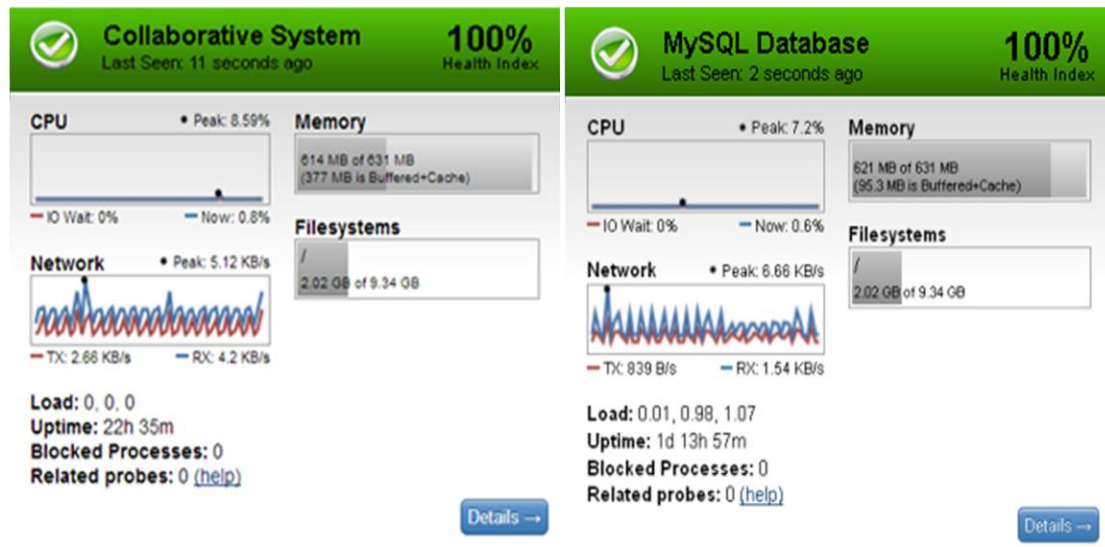 Collaborative System
Last Seen: 11 seconds ago
100%
Health Index
CPU
• Peak: 8.59%
IO Wait: 0%
Now: 0.8%
Memory
614 MB of 631 MB
(377 MB is Buffered+Cache)
Network
• Peak: 5.12 KB/s
TX: 2.66 KB/s
RX: 4.2 KB/s
Filesystems
/
2.02 GB of 9.34 GB
Load: 0, 0, 0
Uptime: 22h 35m
Blocked Processes: 0
Related probes: 0 (help)
Details →
MySQL Database
Last Seen: 2 seconds ago
100%
Health Index
CPU
• Peak: 7.2%
IO Wait: 0%
Now: 0.6%
Memory
621 MB of 631 MB
(95.3 MB is Buffered+Cache)
Network
• Peak: 6.66 KB/s
TX: 839 B/s
RX: 1.54 KB/s
Filesystems
/
2.02 GB of 9.34 GB
Load: 0.01, 0.98, 1.07
Uptime: 1d 13h 57m
Blocked Processes: 0
Related probes: 0 (help)
Details →